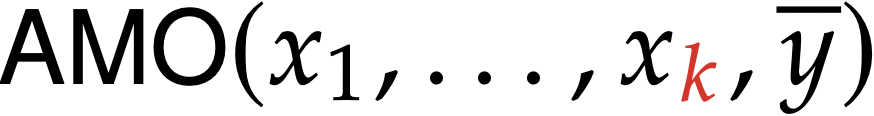 AMO(x₁, . . . , xₖ, y̅)